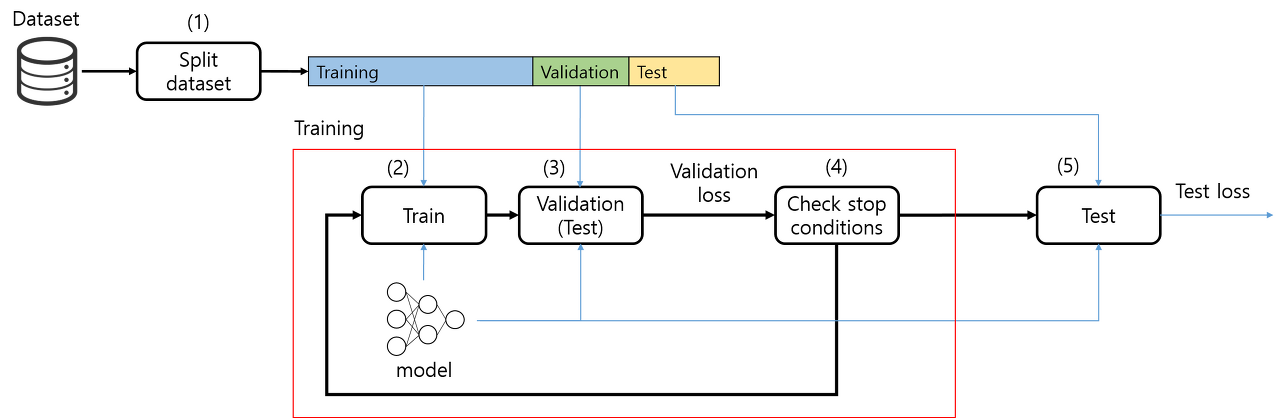 Dataset
(1)
Split
dataset
Training
Validation
Test
Training
(2)
(3)
Validation
loss
(4)
(5)
Train
Validation
(Test)
Check stop
conditions
Test
Test loss
model